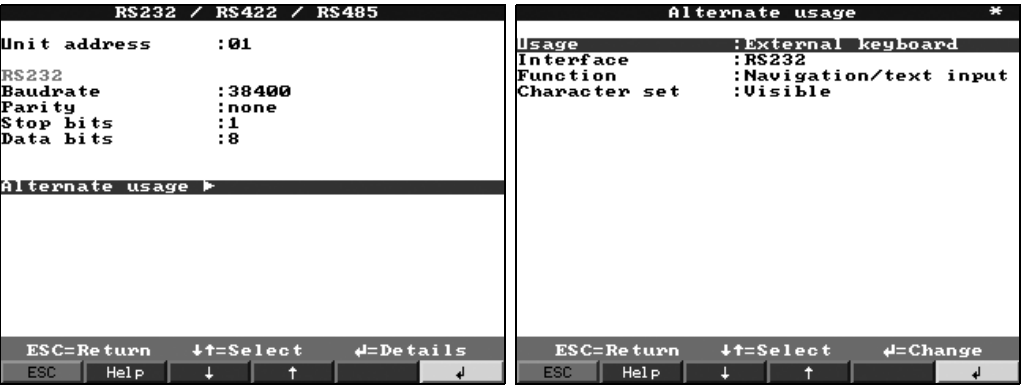 RS232 / RS422 / RS485
Unit address :01
RS232
Baudrate :38400
Parity :none
Stop bits :1
Data bits :8
Alternate usage ▶
ESC=Return ↓↑=Select ↲=Details
ESC Help ↓ ↑ ↲
Alternate usage *
Usage :External keyboard
Interface :RS232
Function :Navigation/text input
Character set :Visible
ESC=Return ↓↑=Select ↲=Change
ESC Help ↓ ↑ ↲